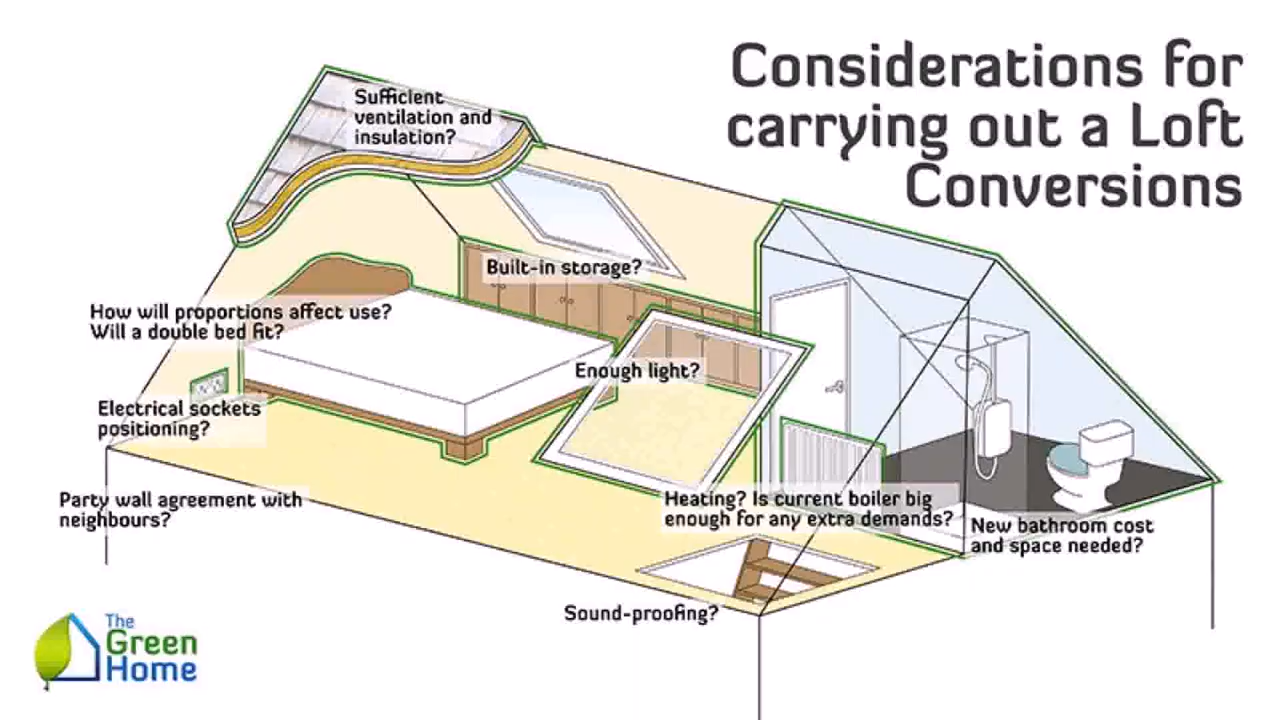 Considerations for
carrying out a Loft
Conversions
Sufficient
ventilation and
insulation?
Built-in storage?
How will proportions affect use?
Will a double bed fit?
Enough light?
Electrical sockets
positioning?
Party wall agreement with
neighbours?
Heating? Is current boiler big
enough for any extra demands?
New bathroom cost
and space needed?
Sound-proofing?
The
Green
Home